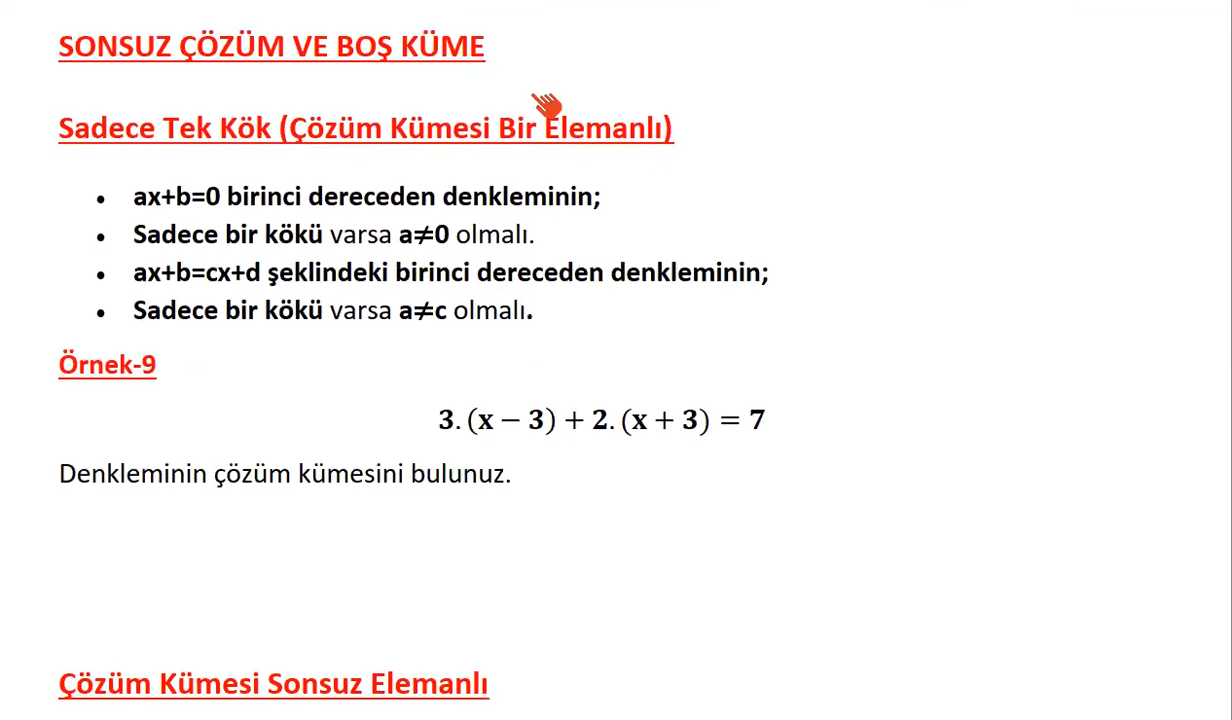 SONSUZ ÇÖZÜM VE BOŞ KÜME
Sadece Tek Kök (Çözüm Kümesi Bir Elemanlı)
• ax+b=0 birinci dereceden denkleminin;
• Sadece bir kökü varsa a≠0 olmalı.
• ax+b=cx+d şeklindeki birinci dereceden denkleminin;
• Sadece bir kökü varsa a≠c olmalı.
Örnek-9
3. (x − 3) + 2. (x + 3) = 7
Denkleminin çözüm kümesini bulunuz.
Çözüm Kümesi Sonsuz Elemanlı